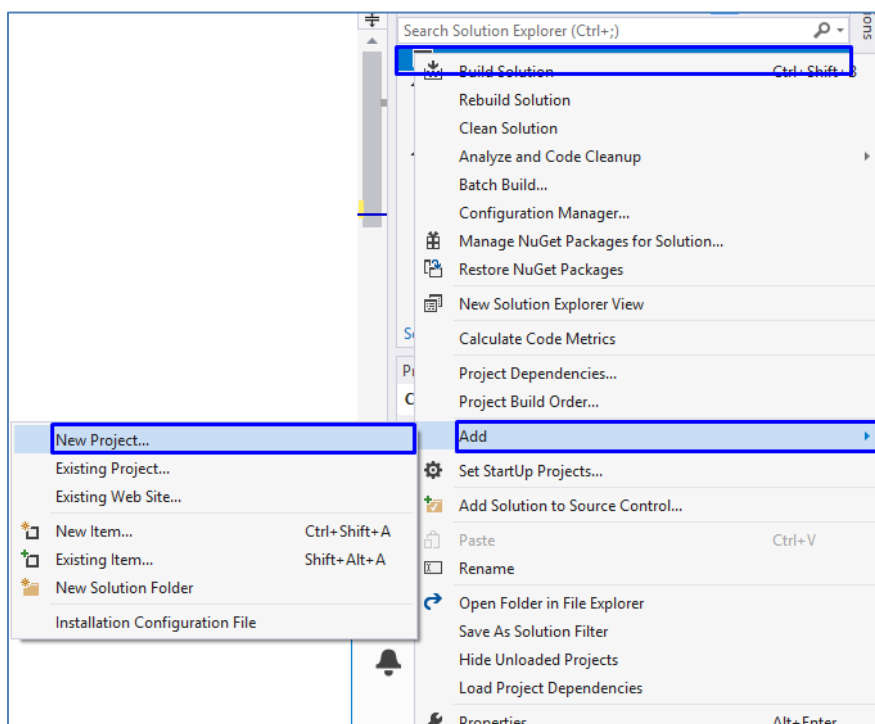 Search Solution Explorer (Ctrl+;)
ions
Build Solution Ctrl+Shift+B
Rebuild Solution
Clean Solution
Analyze and Code Cleanup
Batch Build...
Configuration Manager...
Manage NuGet Packages for Solution...
Restore NuGet Packages
New Solution Explorer View
Calculate Code Metrics
Project Dependencies...
Project Build Order...
Add
Set StartUp Projects...
Add Solution to Source Control...
Paste Ctrl+V
Rename
Open Folder in File Explorer
Save As Solution Filter
Hide Unloaded Projects
Load Project Dependencies
Properties Alt+Enter
New Project...
Existing Project...
Existing Web Site...
New Item... Ctrl+Shift+A
Existing Item... Shift+Alt+A
New Solution Folder
Installation Configuration File